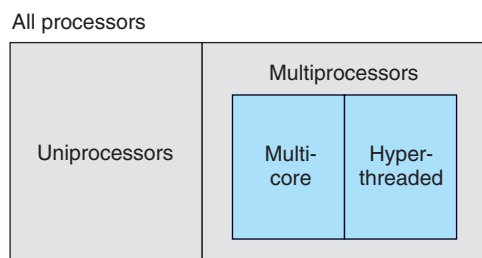 All processors
Multiprocessors
Uniprocessors
Multi-
core
Hyper-
threaded